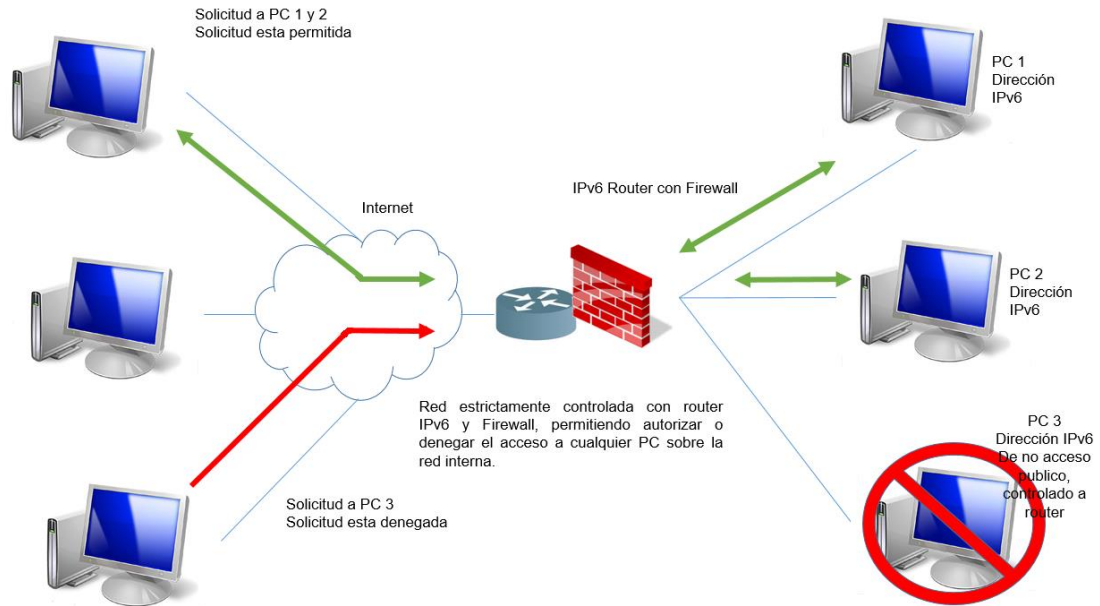 Solicitud a PC 1 y 2
Solicitud esta permitida
PC 1
Dirección
IPv6
IPv6 Router con Firewall
Internet
PC 2
Dirección
IPv6
Red estrictamente controlada con router
IPv6 y Firewall, permitiendo autorizar o
denegar el acceso a cualquier PC sobre la
red interna.
PC 3
Dirección IPv6
De no acceso
publico,
controlado a
router
Solicitud a PC 3
Solicitud esta denegada